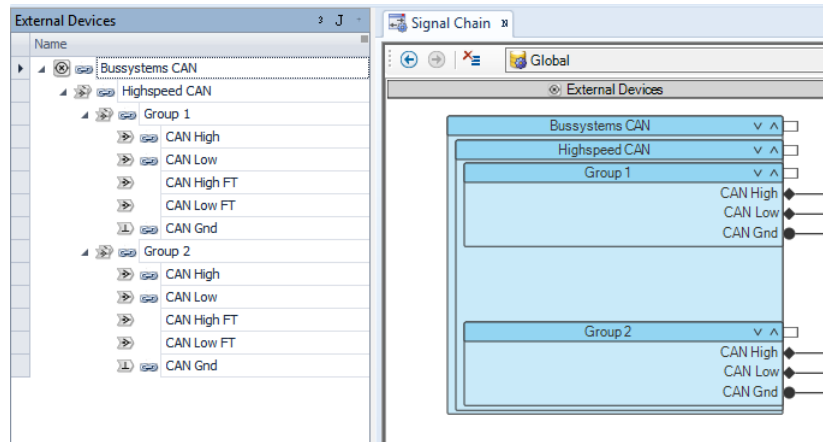 External Devices
Name
Bussystems CAN
Highspeed CAN
Group 1
CAN High
CAN Low
CAN High FT
CAN Low FT
CAN Gnd
Group 2
CAN High
CAN Low
CAN High FT
CAN Low FT
CAN Gnd
Signal Chain
Global
External Devices
Bussystems CAN
Highspeed CAN
Group 1
CAN High
CAN Low
CAN Gnd
Group 2
CAN High
CAN Low
CAN Gnd